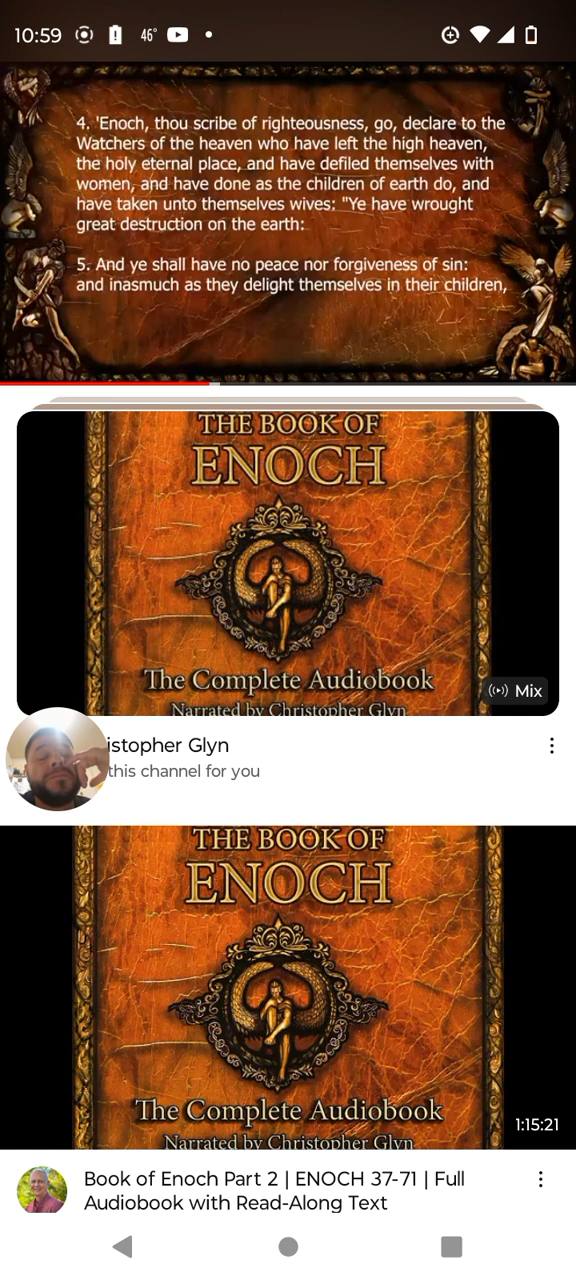 10:59
46°
4. 'Enoch, thou scribe of righteousness, go, declare to the
Watchers of the heaven who have left the high heaven,
the holy eternal place, and have defiled themselves with
women, and have done as the children of earth do, and
have taken unto themselves wives: "Ye have wrought
great destruction on the earth:
5. And ye shall have no peace nor forgiveness of sin:
and inasmuch as they delight themselves in their children,
THE BOOK OF
ENOCH
The Complete Audiobook
Narrated by Christopher Glyn
Mix
istopher Glyn
this channel for you
THE BOOK OF
ENOCH
The Complete Audiobook
Narrated by Christopher Glyn
1:15:21
Book of Enoch Part 2 | ENOCH 37-71 | Full
Audiobook with Read-Along Text